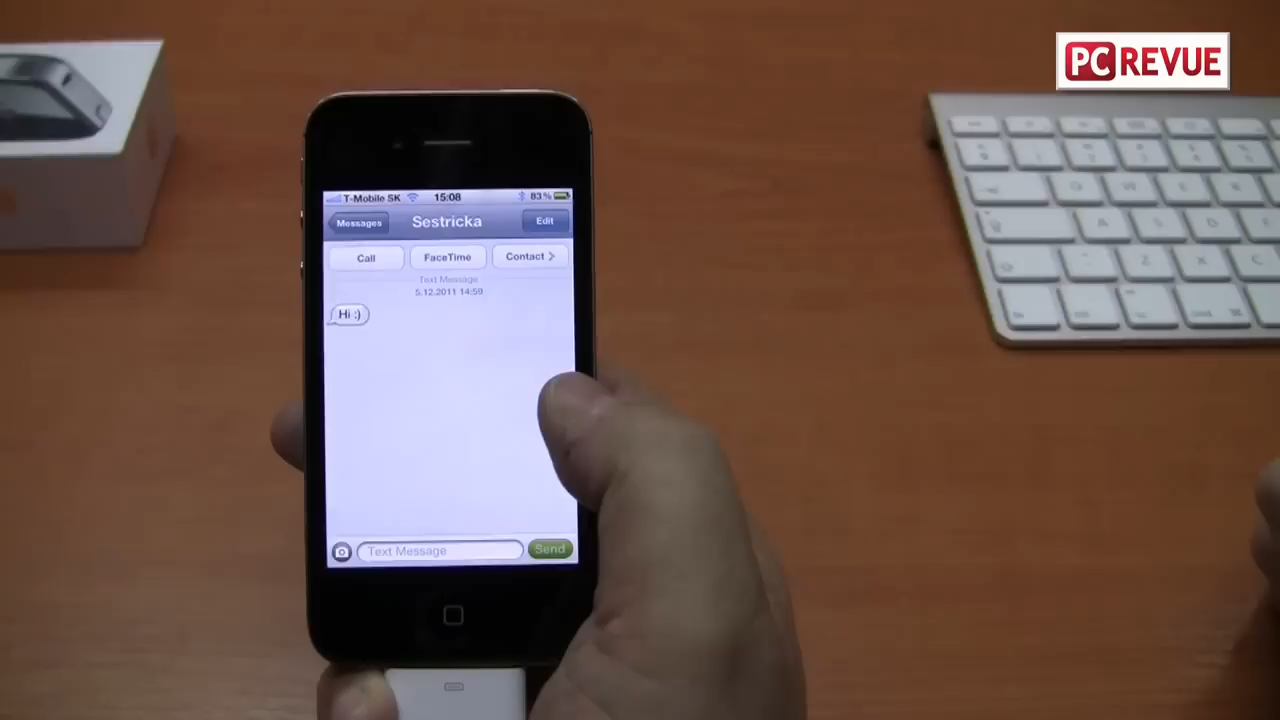 PC REVUE
T-Mobile SK 15:08 83%
Messages Sestricka Edit
Call FaceTime Contact
Text Message
5.12.2011 14:59
Hi :)
Text Message Send